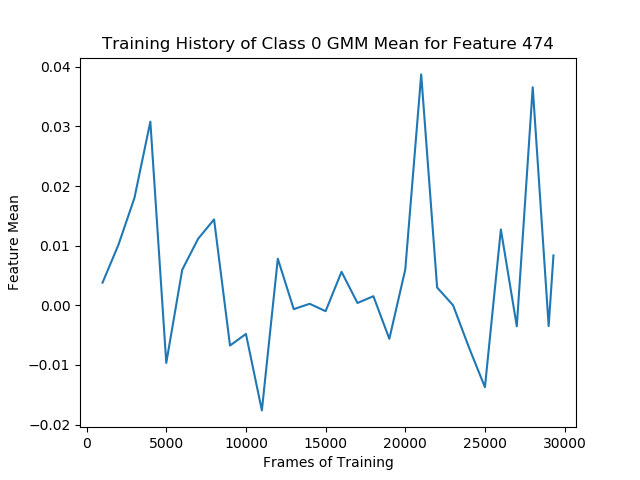 Training History of Class 0 GMM Mean for Feature 474
0.04
0.03
0.02
0.01
0.00
−0.01
−0.02
Feature Mean
0 5000 10000 15000 20000 25000 30000
Frames of Training